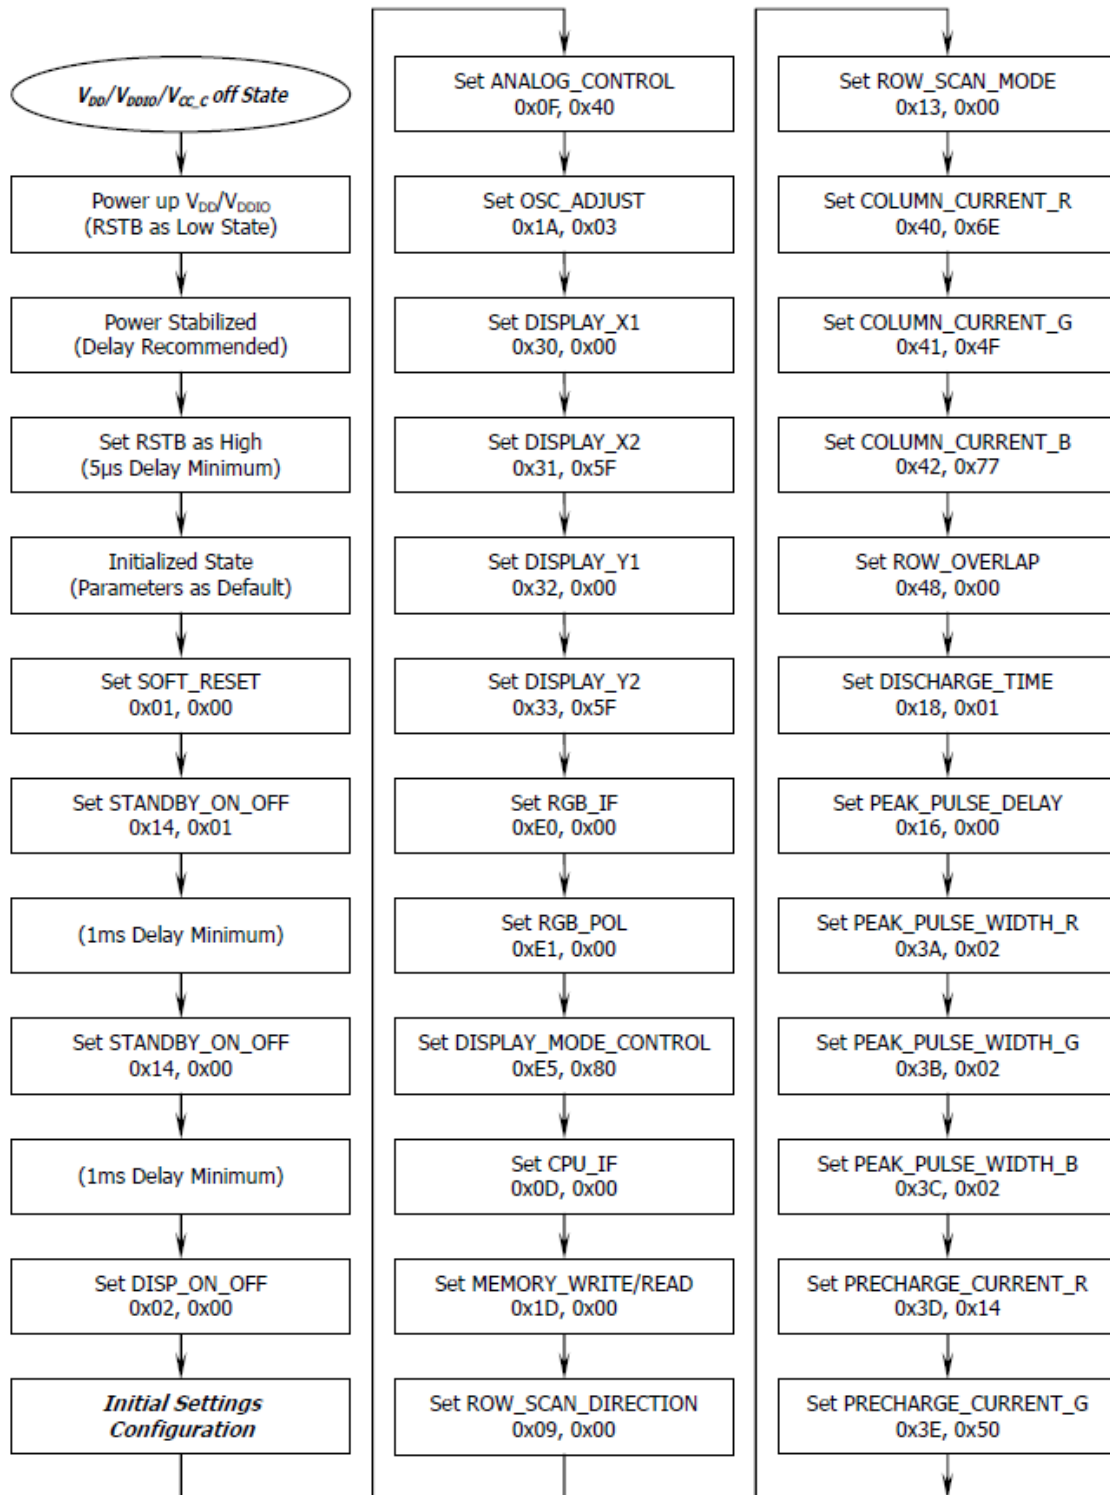 VDD/VDDIO/VCC_C off State
Power up VDD/VDDIO
(RSTB as Low State)
Power Stabilized
(Delay Recommended)
Set RSTB as High
(5µs Delay Minimum)
Initialized State
(Parameters as Default)
Set SOFT_RESET
0x01, 0x00
Set STANDBY_ON_OFF
0x14, 0x01
(1ms Delay Minimum)
Set STANDBY_ON_OFF
0x14, 0x00
(1ms Delay Minimum)
Set DISP_ON_OFF
0x02, 0x00
Initial Settings
Configuration
Set ANALOG_CONTROL
0x0F, 0x40
Set OSC_ADJUST
0x1A, 0x03
Set DISPLAY_X1
0x30, 0x00
Set DISPLAY_X2
0x31, 0x5F
Set DISPLAY_Y1
0x32, 0x00
Set DISPLAY_Y2
0x33, 0x5F
Set RGB_IF
0xE0, 0x00
Set RGB_POL
0xE1, 0x00
Set DISPLAY_MODE_CONTROL
0xE5, 0x80
Set CPU_IF
0x0D, 0x00
Set MEMORY_WRITE/READ
0x1D, 0x00
Set ROW_SCAN_DIRECTION
0x09, 0x00
Set ROW_SCAN_MODE
0x13, 0x00
Set COLUMN_CURRENT_R
0x40, 0x6E
Set COLUMN_CURRENT_G
0x41, 0x4F
Set COLUMN_CURRENT_B
0x42, 0x77
Set ROW_OVERLAP
0x48, 0x00
Set DISCHARGE_TIME
0x18, 0x01
Set PEAK_PULSE_DELAY
0x16, 0x00
Set PEAK_PULSE_WIDTH_R
0x3A, 0x02
Set PEAK_PULSE_WIDTH_G
0x3B, 0x02
Set PEAK_PULSE_WIDTH_B
0x3C, 0x02
Set PRECHARGE_CURRENT_R
0x3D, 0x14
Set PRECHARGE_CURRENT_G
0x3E, 0x50